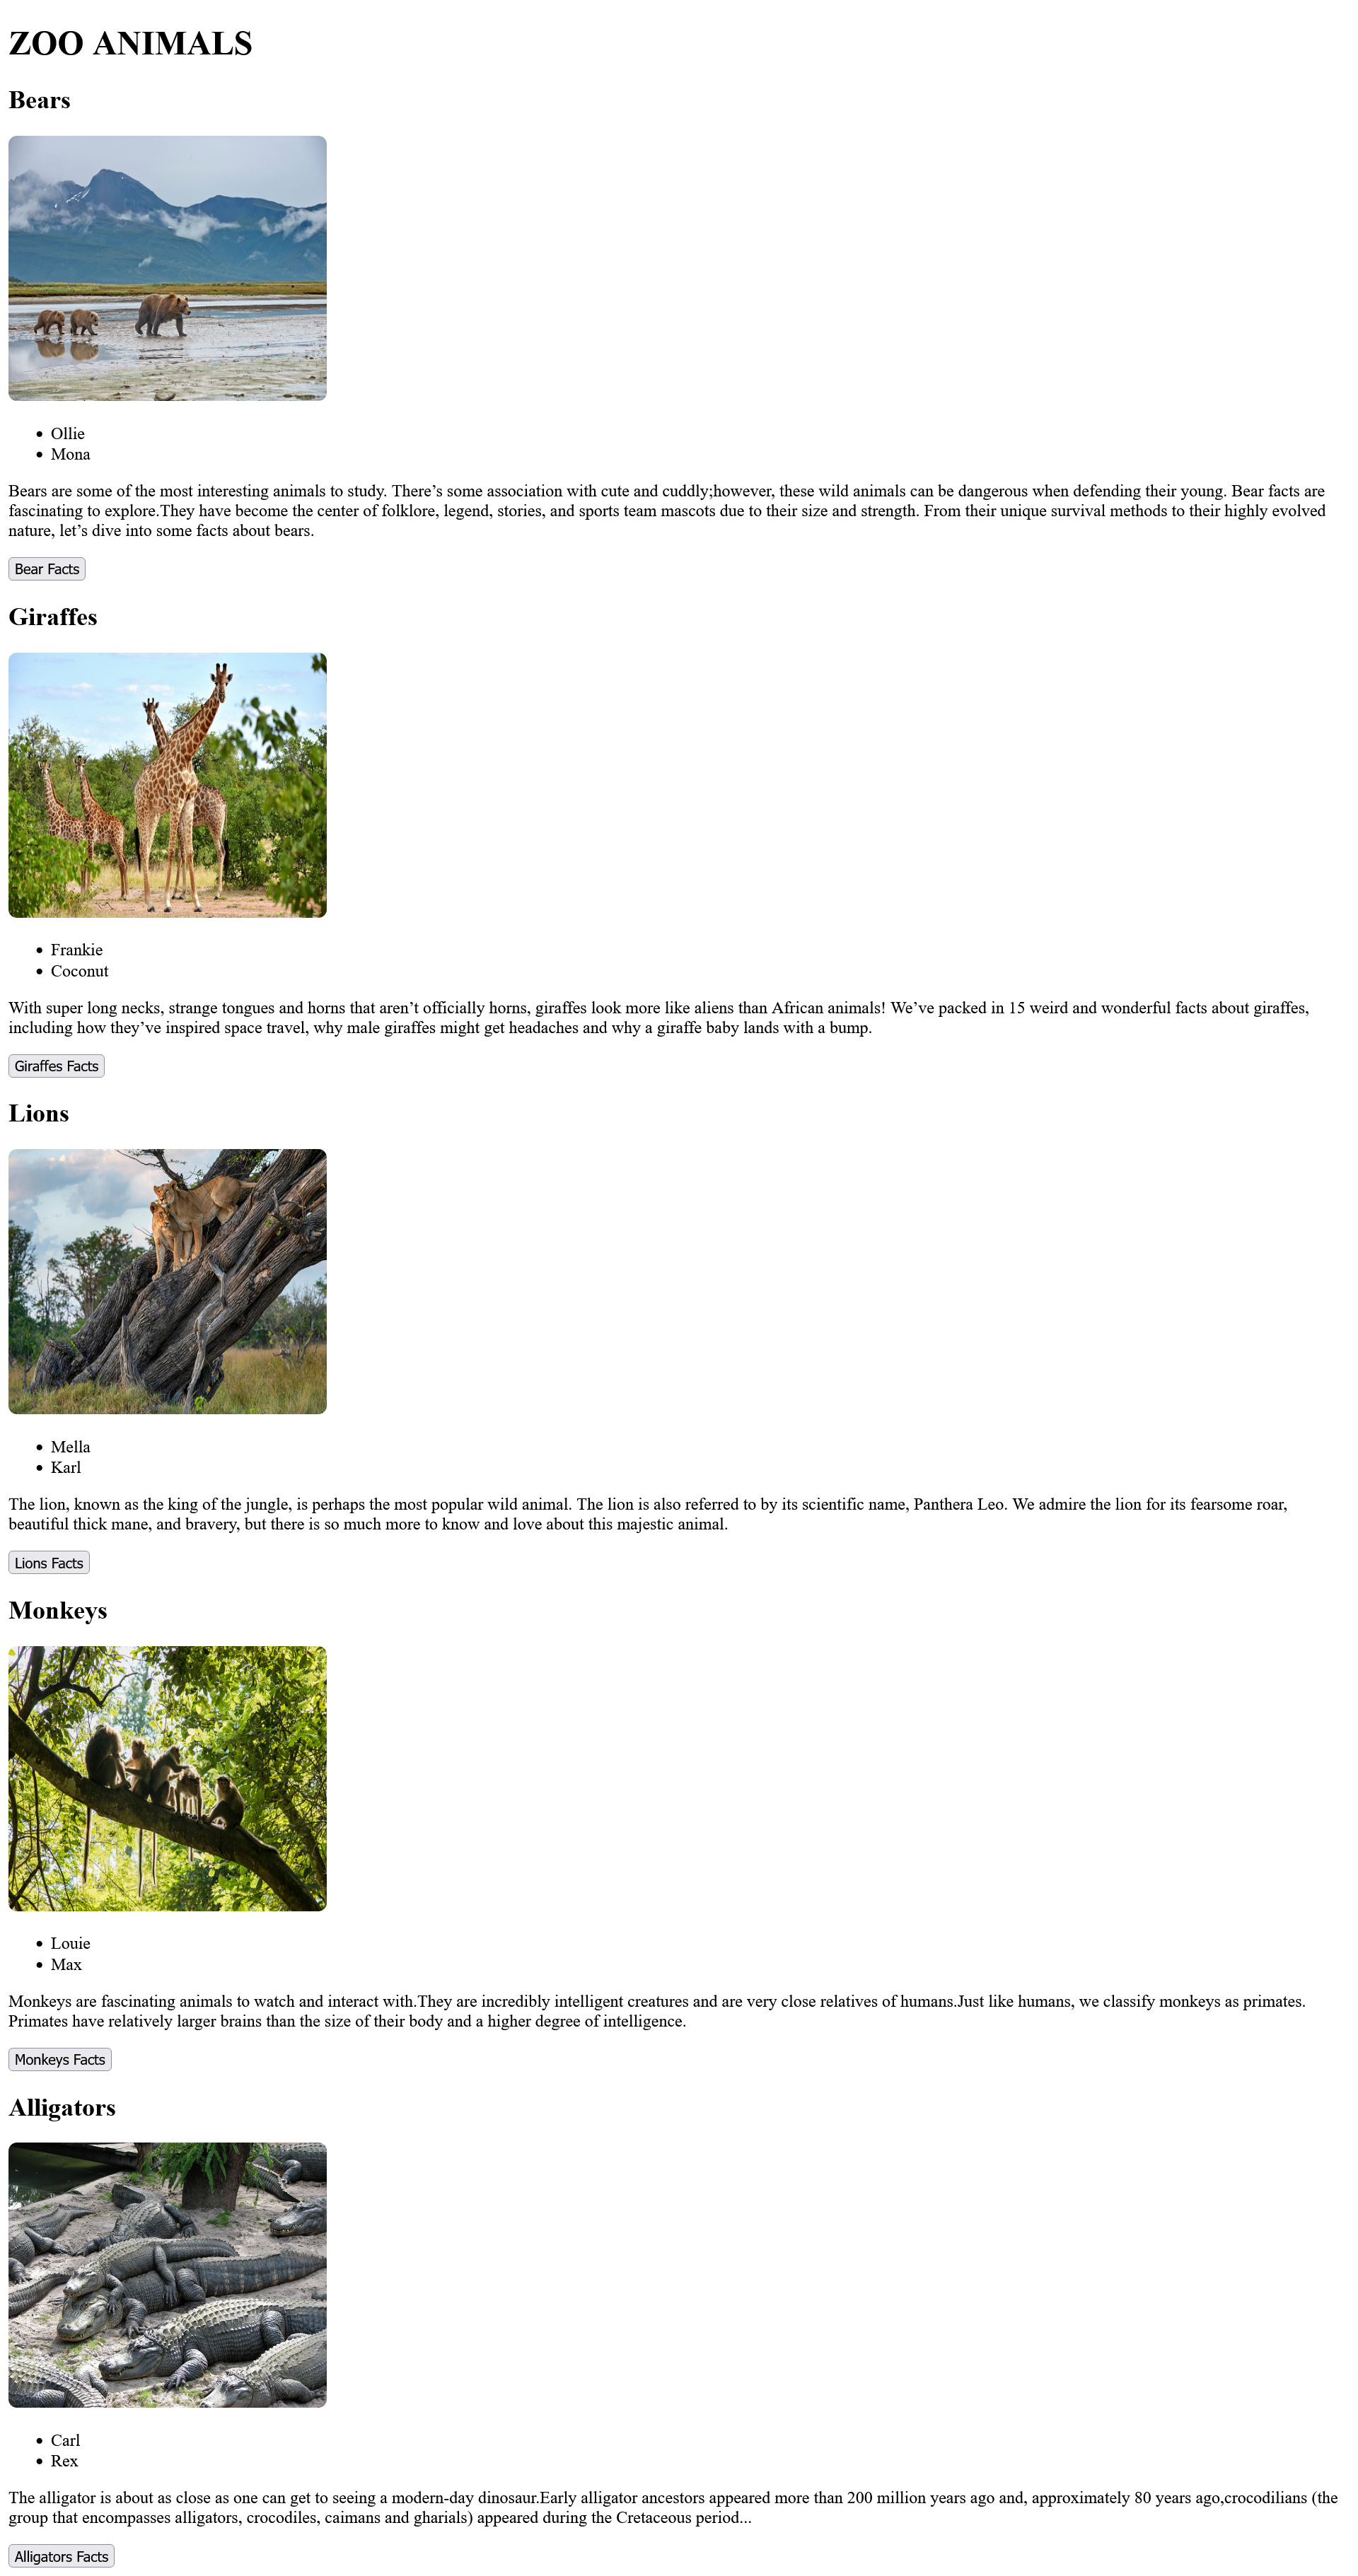 ZOO ANIMALS
Bears
Ollie
Mona
Bears are some of the most interesting animals to study. There’s some association with cute and cuddly;however, these wild animals can be dangerous when defending their young. Bear facts are
fascinating to explore.They have become the center of folklore, legend, stories, and sports team mascots due to their size and strength. From their unique survival methods to their highly evolved
nature, let’s dive into some facts about bears.
Bear Facts
Giraffes
Frankie
Coconut
With super long necks, strange tongues and horns that aren’t officially horns, giraffes look more like aliens than African animals! We’ve packed in 15 weird and wonderful facts about giraffes,
including how they’ve inspired space travel, why male giraffes might get headaches and why a giraffe baby lands with a bump.
Giraffes Facts
Lions
Mella
Karl
The lion, known as the king of the jungle, is perhaps the most popular wild animal. The lion is also referred to by its scientific name, Panthera Leo. We admire the lion for its fearsome roar,
beautiful thick mane, and bravery, but there is so much more to know and love about this majestic animal.
Lions Facts
Monkeys
Louie
Max
Monkeys are fascinating animals to watch and interact with.They are incredibly intelligent creatures and are very close relatives of humans.Just like humans, we classify monkeys as primates.
Primates have relatively larger brains than the size of their body and a higher degree of intelligence.
Monkeys Facts
Alligators
Carl
Rex
The alligator is about as close as one can get to seeing a modern-day dinosaur.Early alligator ancestors appeared more than 200 million years ago and, approximately 80 years ago,crocodilians (the
group that encompasses alligators, crocodiles, caimans and gharials) appeared during the Cretaceous period...
Alligators Facts